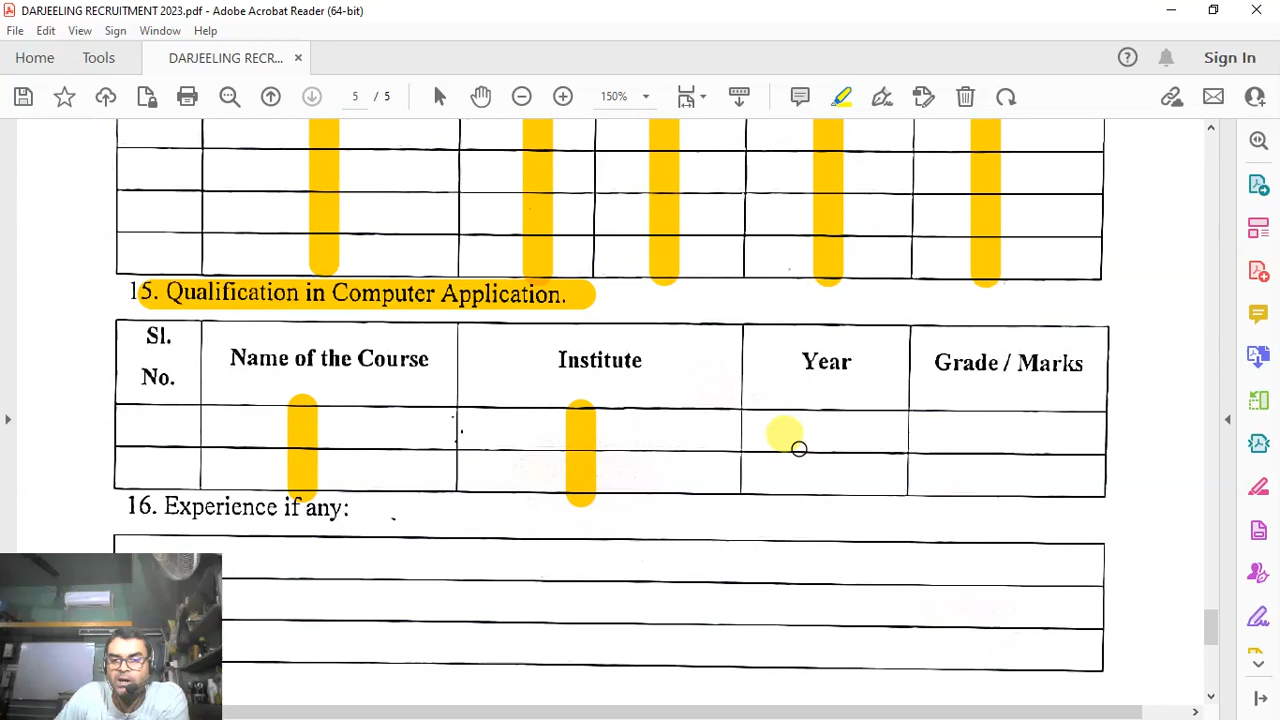 DARJEELING RECRUITMENT 2023.pdf - Adobe Acrobat Reader (64-bit)
File Edit View Sign Window Help
Home Tools DARJEELING RECR... Sign In
5 / 5 150%
15. Qualification in Computer Application.
Sl. No. Name of the Course Institute Year Grade / Marks
16. Experience if any: